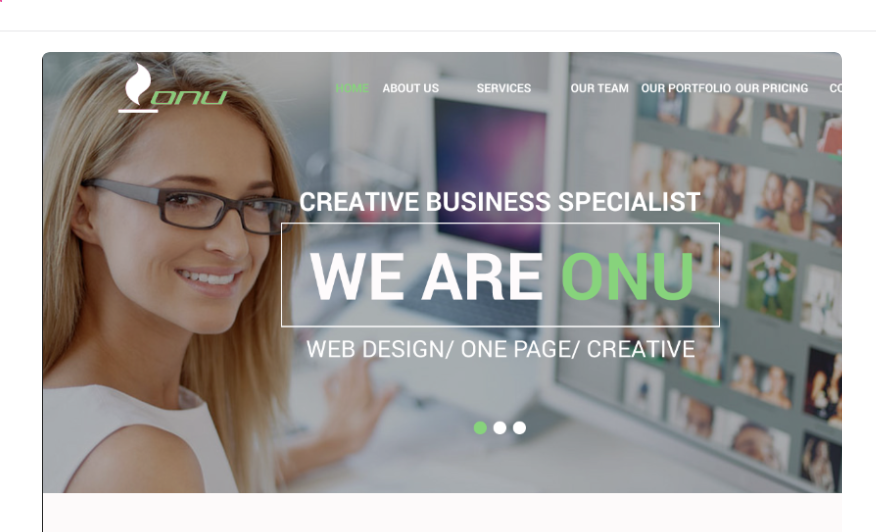 onu
HOME ABOUT US SERVICES OUR TEAM OUR PORTFOLIO OUR PRICING
CREATIVE BUSINESS SPECIALIST
WE ARE ONU
WEB DESIGN/ ONE PAGE/ CREATIVE